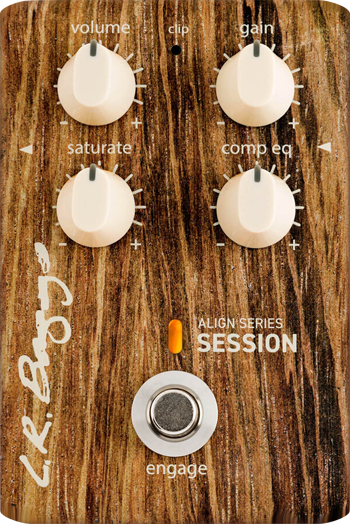 volume clip gain
- + - +
saturate comp eq
- + - +
L.R. Baggs
ALIGN SERIES
SESSION
engage